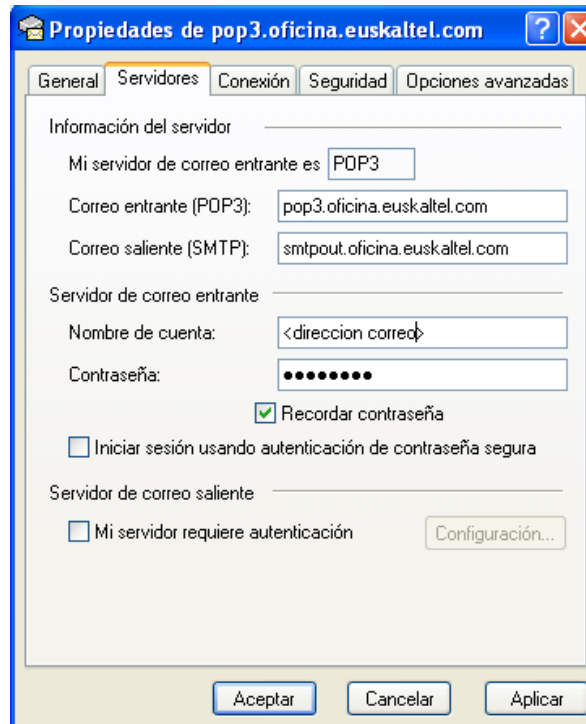 Propiedades de pop3.oficina.euskaltel.com ? X
General Servidores Conexión Seguridad Opciones avanzadas
Información del servidor
Mi servidor de correo entrante es POP3
Correo entrante (POP3): pop3.oficina.euskaltel.com
Correo saliente (SMTP): smtpout.oficina.euskaltel.com
Servidor de correo entrante
Nombre de cuenta: <direccion correo>
Contraseña: ●●●●●●●●
Recordar contraseña
Iniciar sesión usando autenticación de contraseña segura
Servidor de correo saliente
Mi servidor requiere autenticación Configuración...
Aceptar Cancelar Aplicar